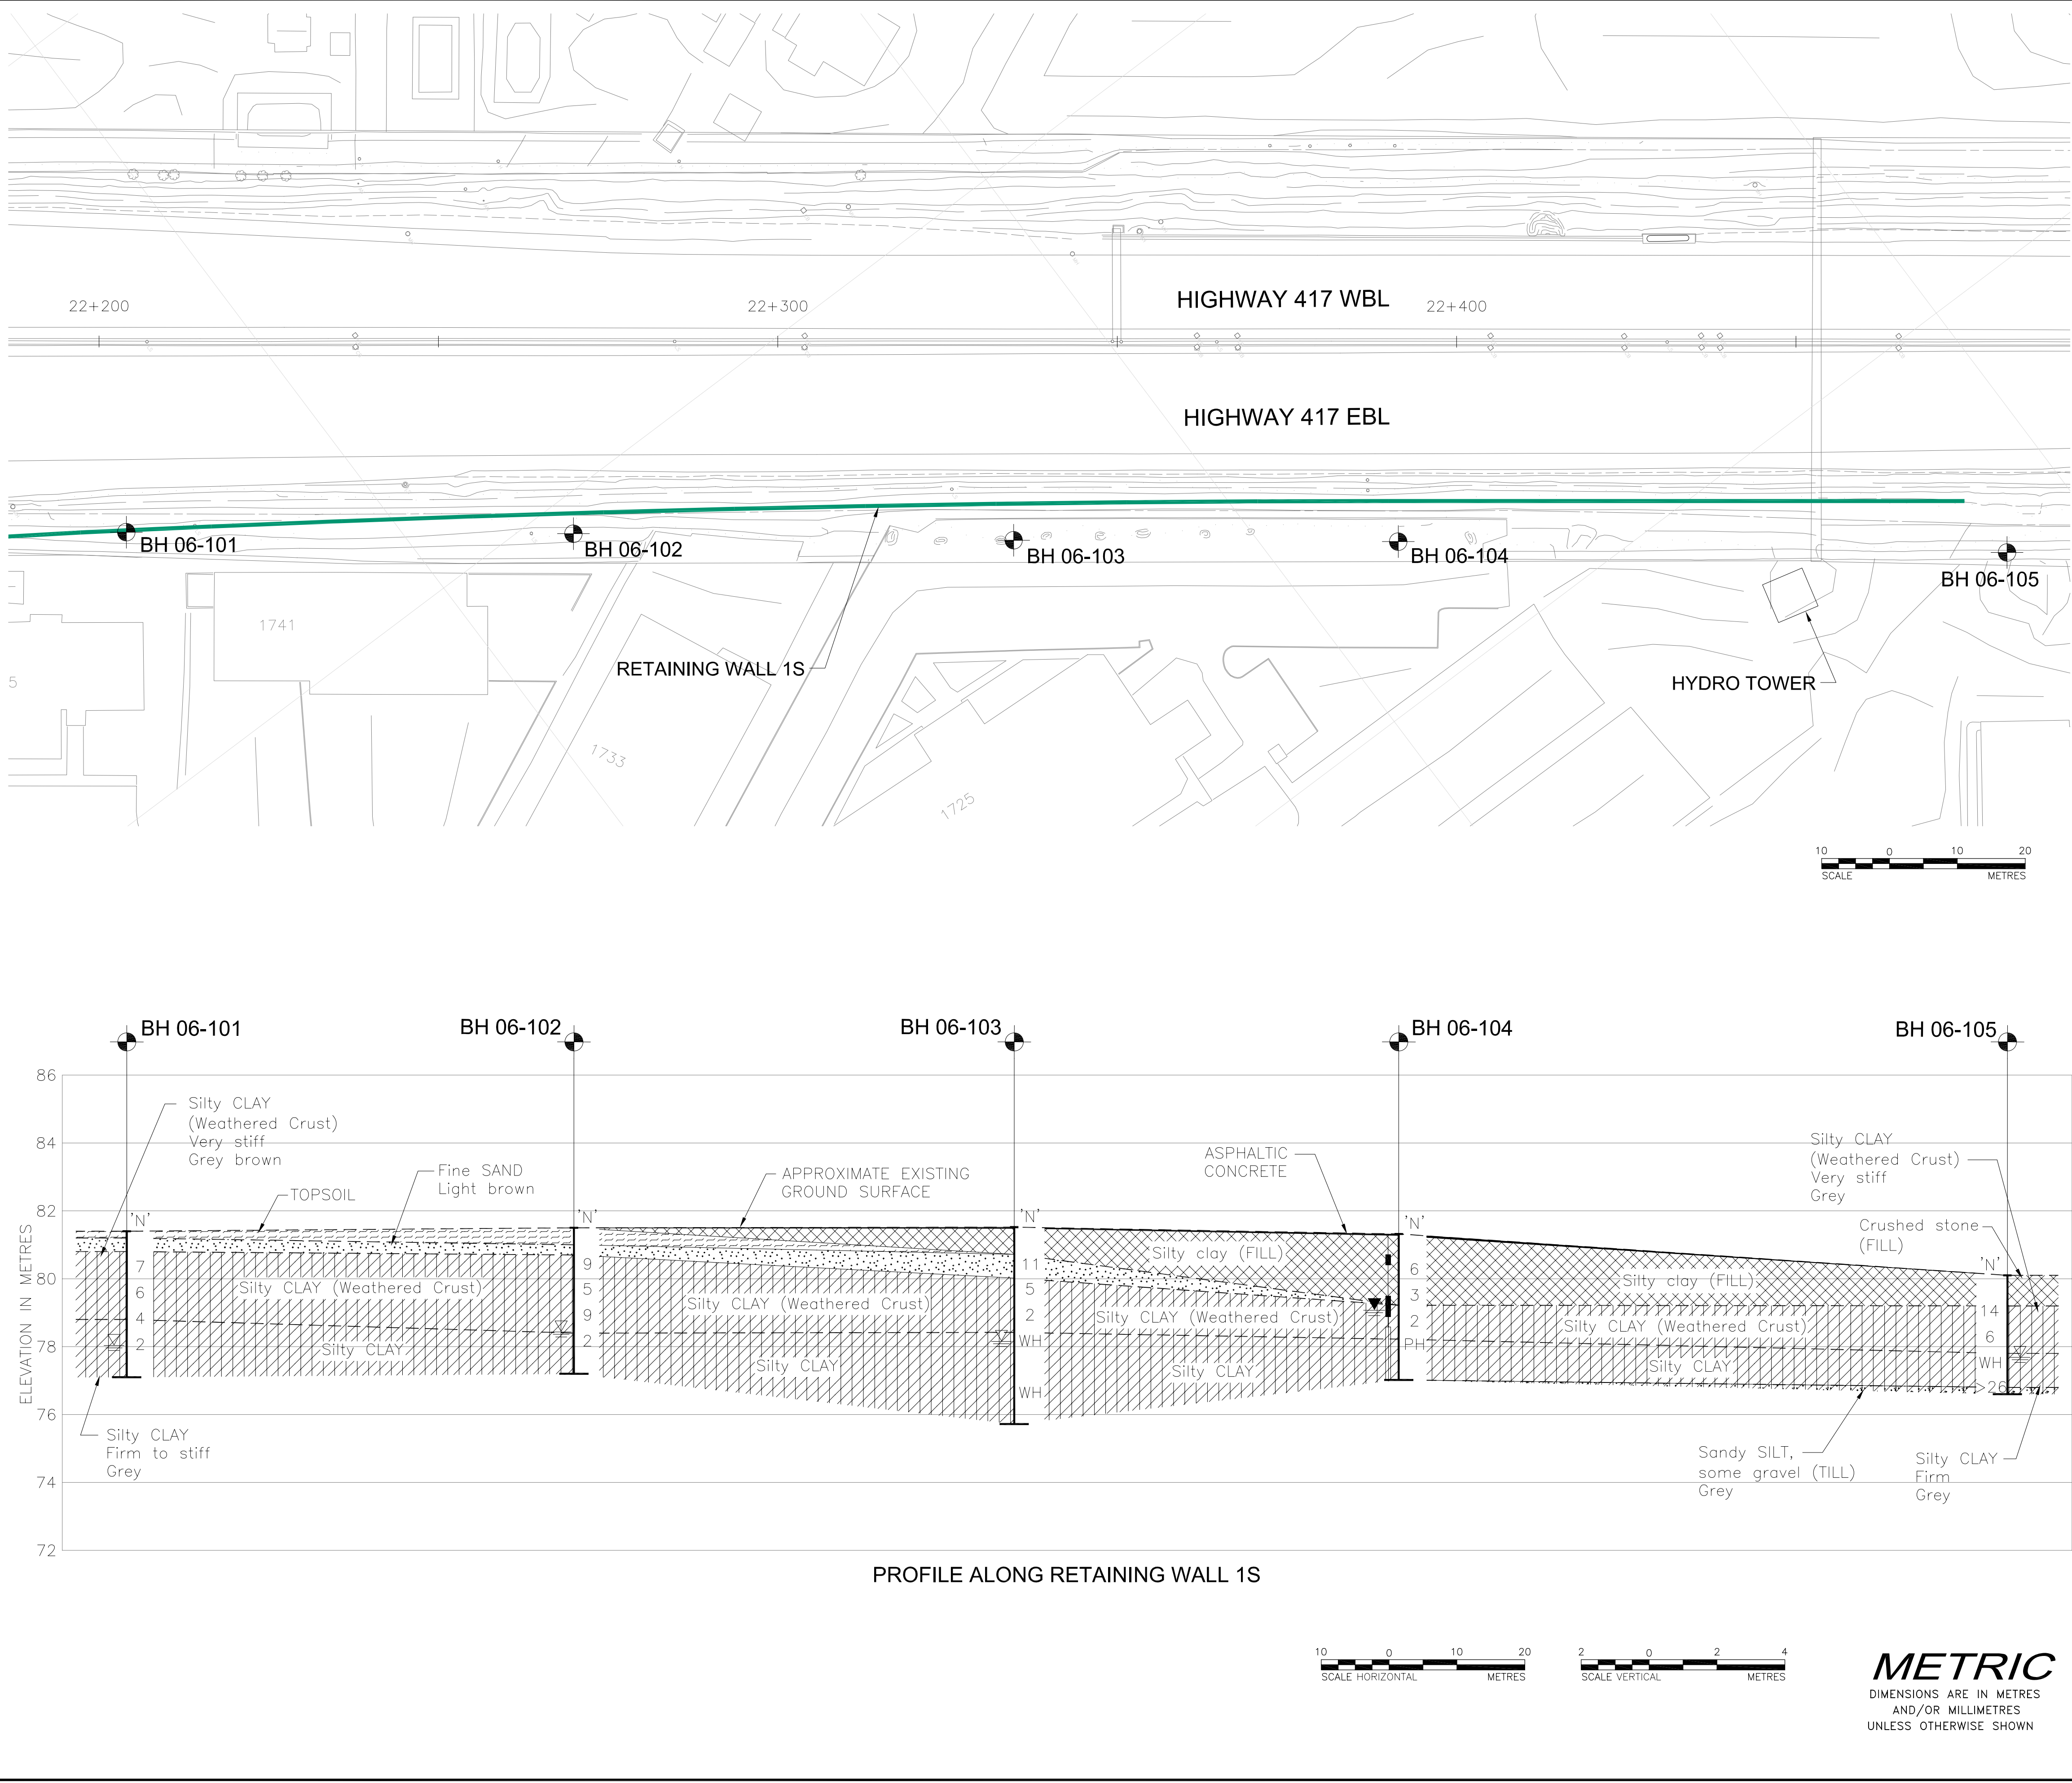 22+200
22+300
HIGHWAY 417 WBL
22+400
HIGHWAY 417 EBL
BH 06-101
BH 06-102
BH 06-103
BH 06-104
BH 06-105
1741
5
RETAINING WALL 1S
HYDRO TOWER
1733
1725
10 0 10 20
SCALE METRES
BH 06-101
BH 06-102
BH 06-103
BH 06-104
BH 06-105
ELEVATION IN METRES
86
84
82
80
78
76
74
72
Silty CLAY
(Weathered Crust)
Very stiff
Grey brown
TOPSOIL
Fine SAND
Light brown
APPROXIMATE EXISTING
GROUND SURFACE
ASPHALTIC
CONCRETE
Silty CLAY
(Weathered Crust)
Very stiff
Grey
Crushed stone
(FILL)
'N'
7
6
4
2
Silty CLAY (Weathered Crust)
Silty CLAY
'N'
9
5
9
2
Silty CLAY (Weathered Crust)
Silty CLAY
'N'
11
5
2
WH
WH
Silty clay (FILL)
Silty CLAY (Weathered Crust)
Silty CLAY
'N'
6
3
2
PH
Silty clay (FILL)
Silty CLAY (Weathered Crust)
Silty CLAY
'N'
14
6
WH
>26
Silty CLAY
Firm to stiff
Grey
Sandy SILT,
some gravel (TILL)
Grey
Silty CLAY
Firm
Grey
PROFILE ALONG RETAINING WALL 1S
10 0 10 20
SCALE HORIZONTAL METRES
2 0 2 4
SCALE VERTICAL METRES
METRIC
DIMENSIONS ARE IN METRES
AND/OR MILLIMETRES
UNLESS OTHERWISE SHOWN